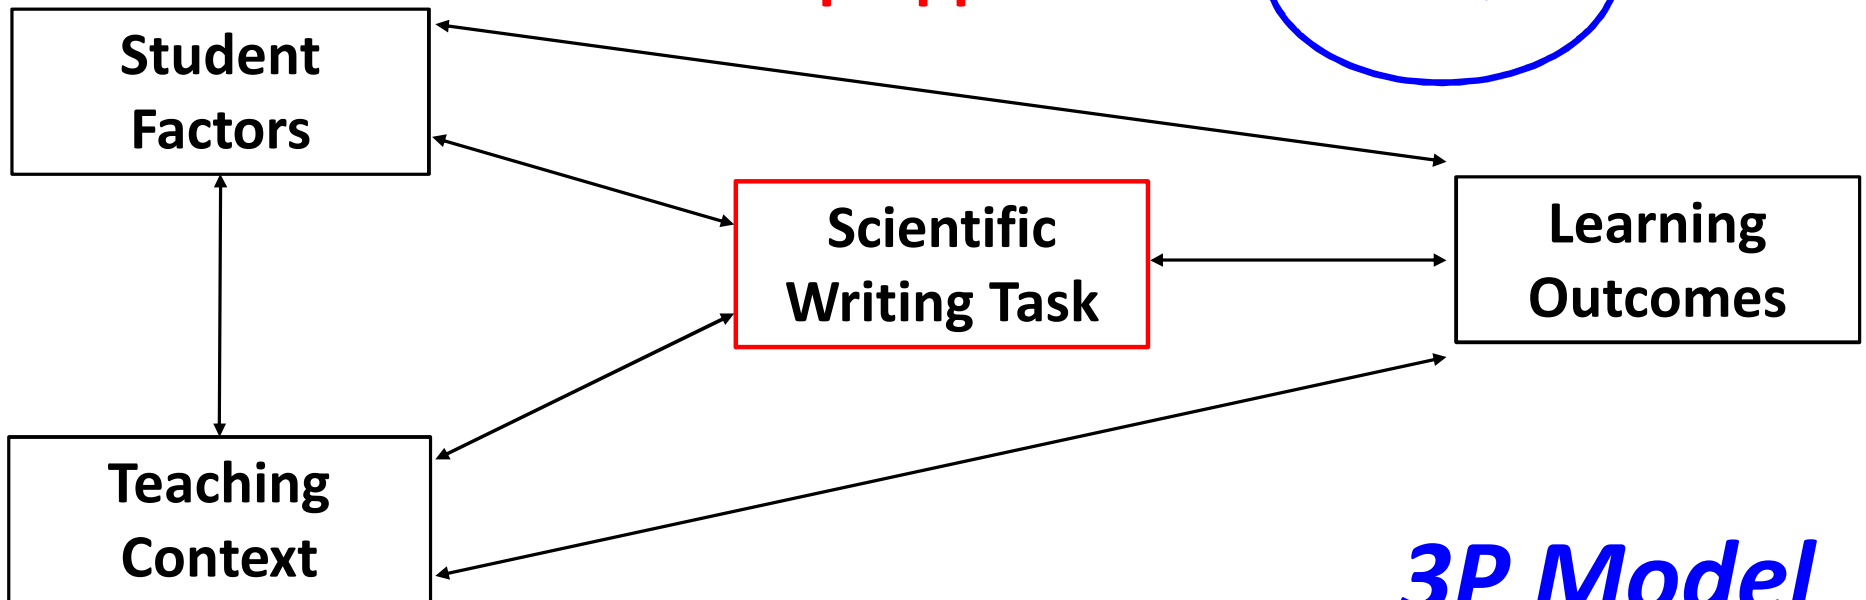 Student
Factors
Scientific
Writing Task
Learning
Outcomes
Teaching
Context
3P Model